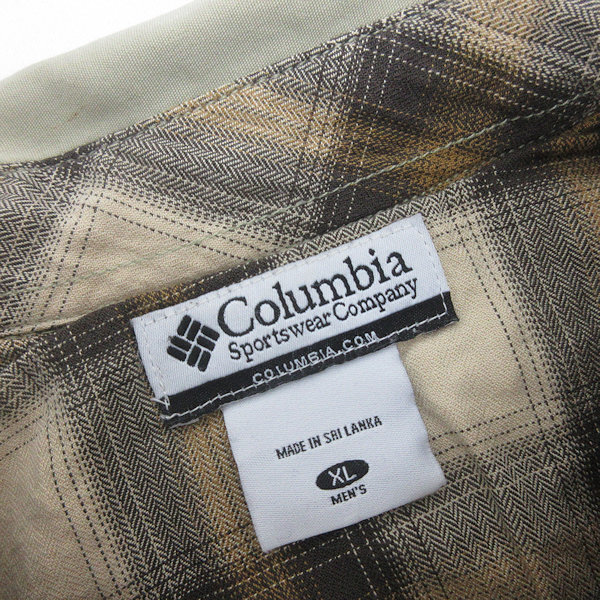 Columbia
Sportswear Company
COLUMBIA.COM
MADE IN SRI LANKA
XL
MEN'S